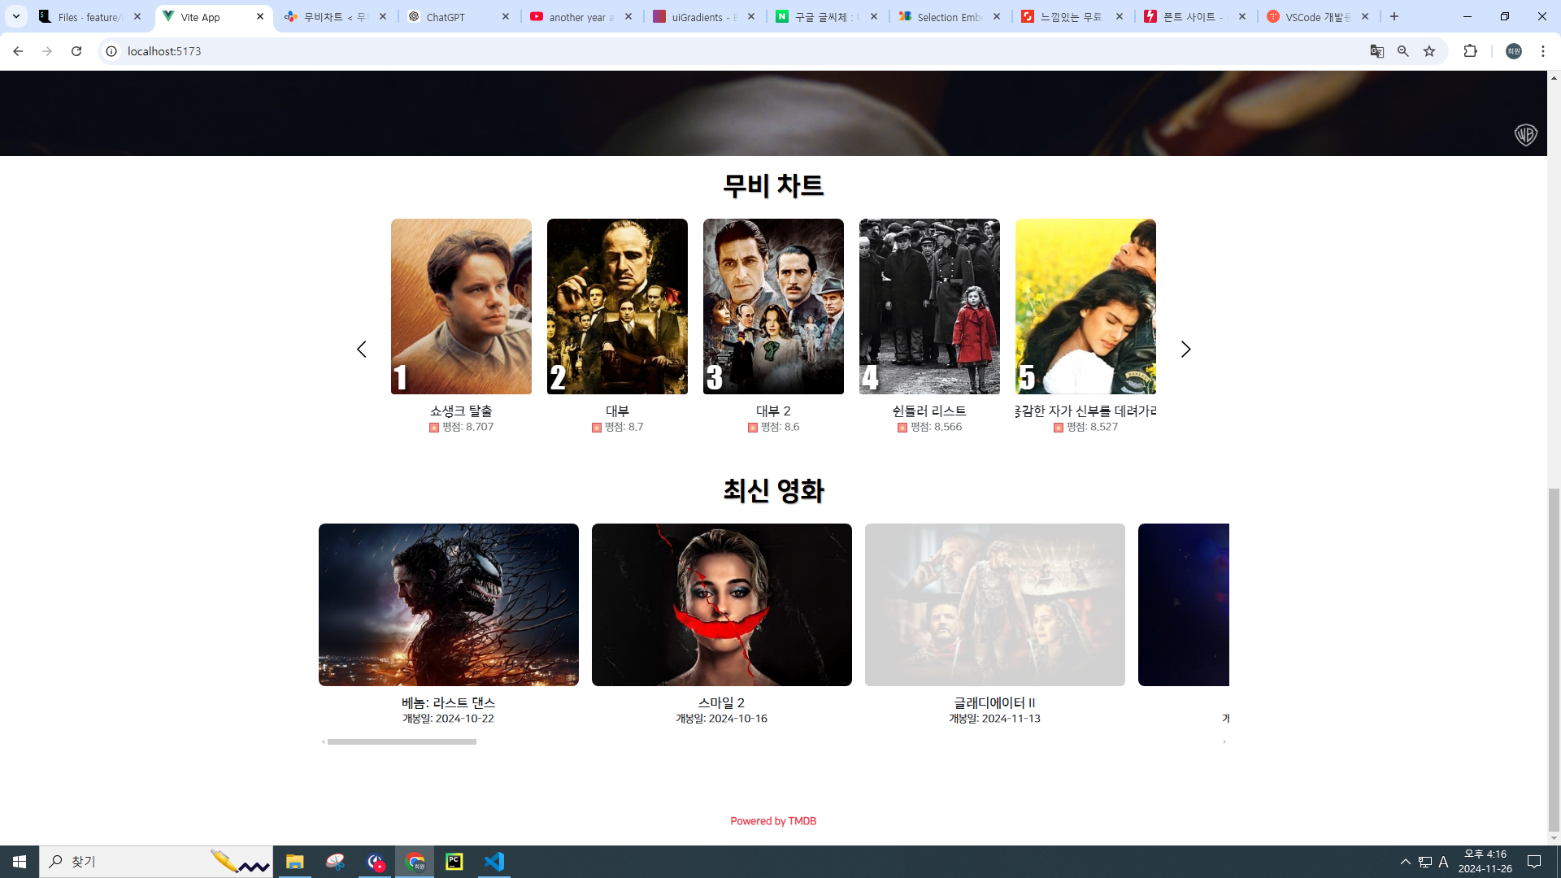 Files - feature/
Vite App
무비차트 < 무
ChatGPT
another year a
uiGradients - B
구글 글씨체 :
Selection Emb
느낌있는 무료
폰트 사이트 -
VSCode 개발
localhost:5173
희원
무비 차트
1 2 3 4 5
쇼생크 탈출
평점: 8.707
대부
평점: 8.7
대부 2
평점: 8.6
쉰들러 리스트
평점: 8.566
용감한 자가 신부를 데려가리
평점: 8.527
최신 영화
베놈: 라스트 댄스
개봉일: 2024-10-22
스마일 2
개봉일: 2024-10-16
글래디에이터 II
개봉일: 2024-11-13
Powered by TMDB
찾기
PC
A
오후 4:16
2024-11-26